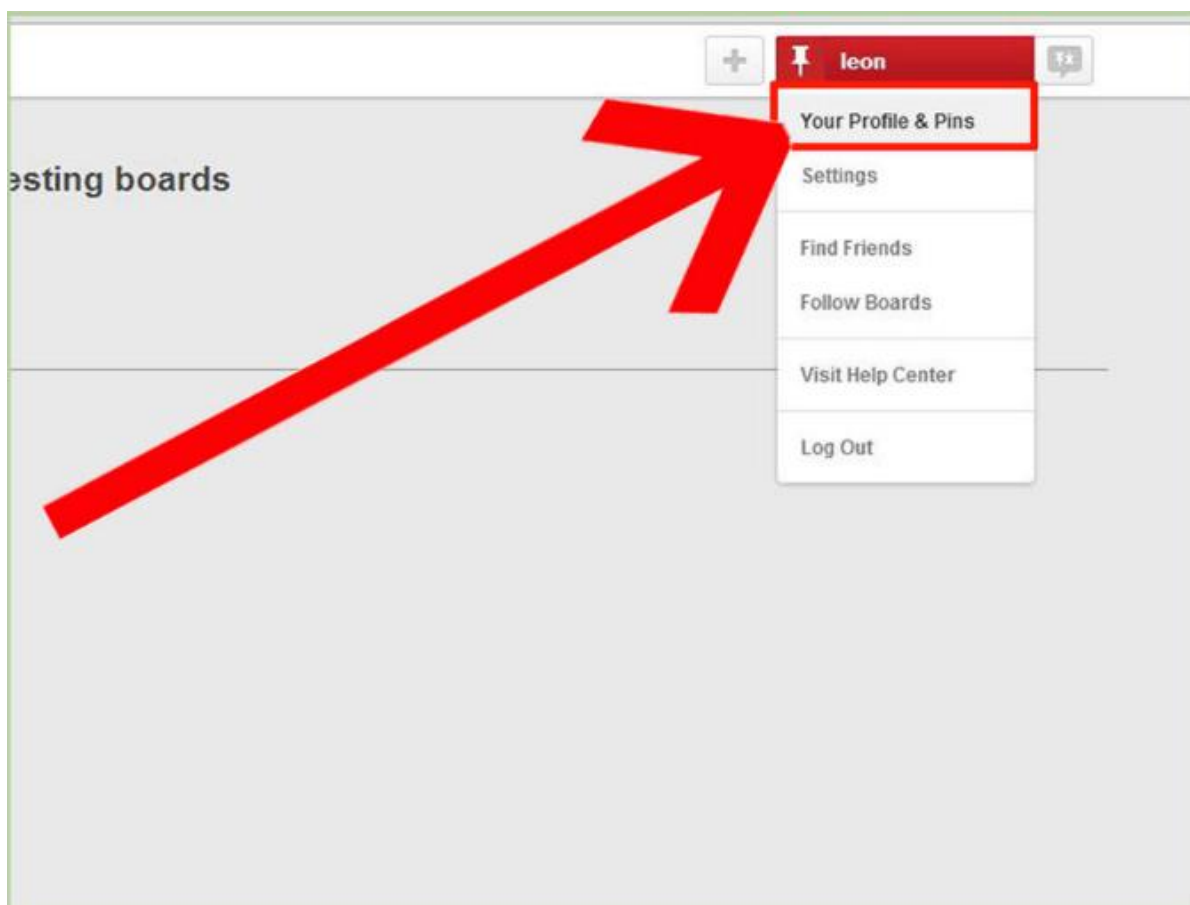 leon
Your Profile & Pins
esting boards
Settings
Find Friends
Follow Boards
Visit Help Center
Log Out